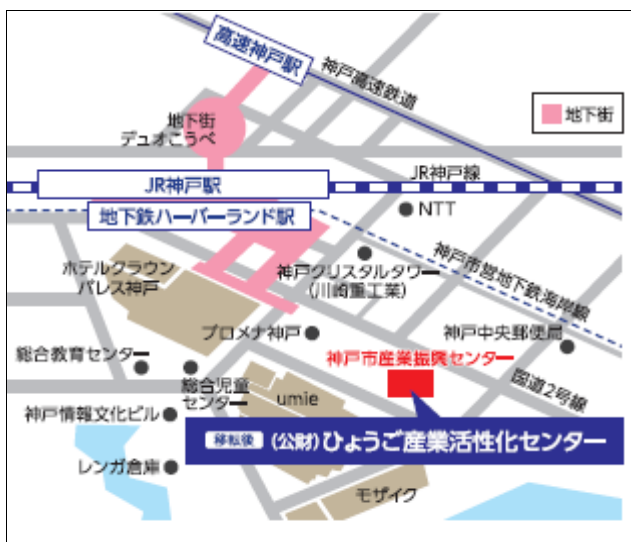 高速神戸駅
神戸高速鉄道
地下街
地下街
デュオこうべ
JR神戸線
JR神戸駅
NTT
地下鉄ハーバーランド駅
神戸市営地下鉄海岸線
ホテルクラウン
パレス神戸
神戸クリスタルタワー
(川崎重工業)
プロメナ神戸
神戸中央郵便局
総合教育センター
神戸市産業振興センター
国道2号線
総合児童
センター
umie
神戸情報文化ビル
移転後 (公財)ひょうご産業活性化センター
レンガ倉庫
モザイク